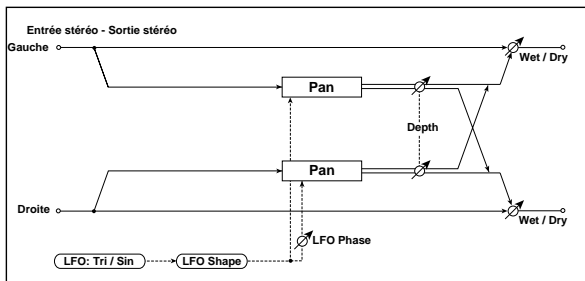 Entrée stéréo - Sortie stéréo
Gauche
Wet / Dry
Pan
Depth
Pan
Droite
Wet / Dry
LFO Phase
LFO: Tri / Sin
LFO Shape